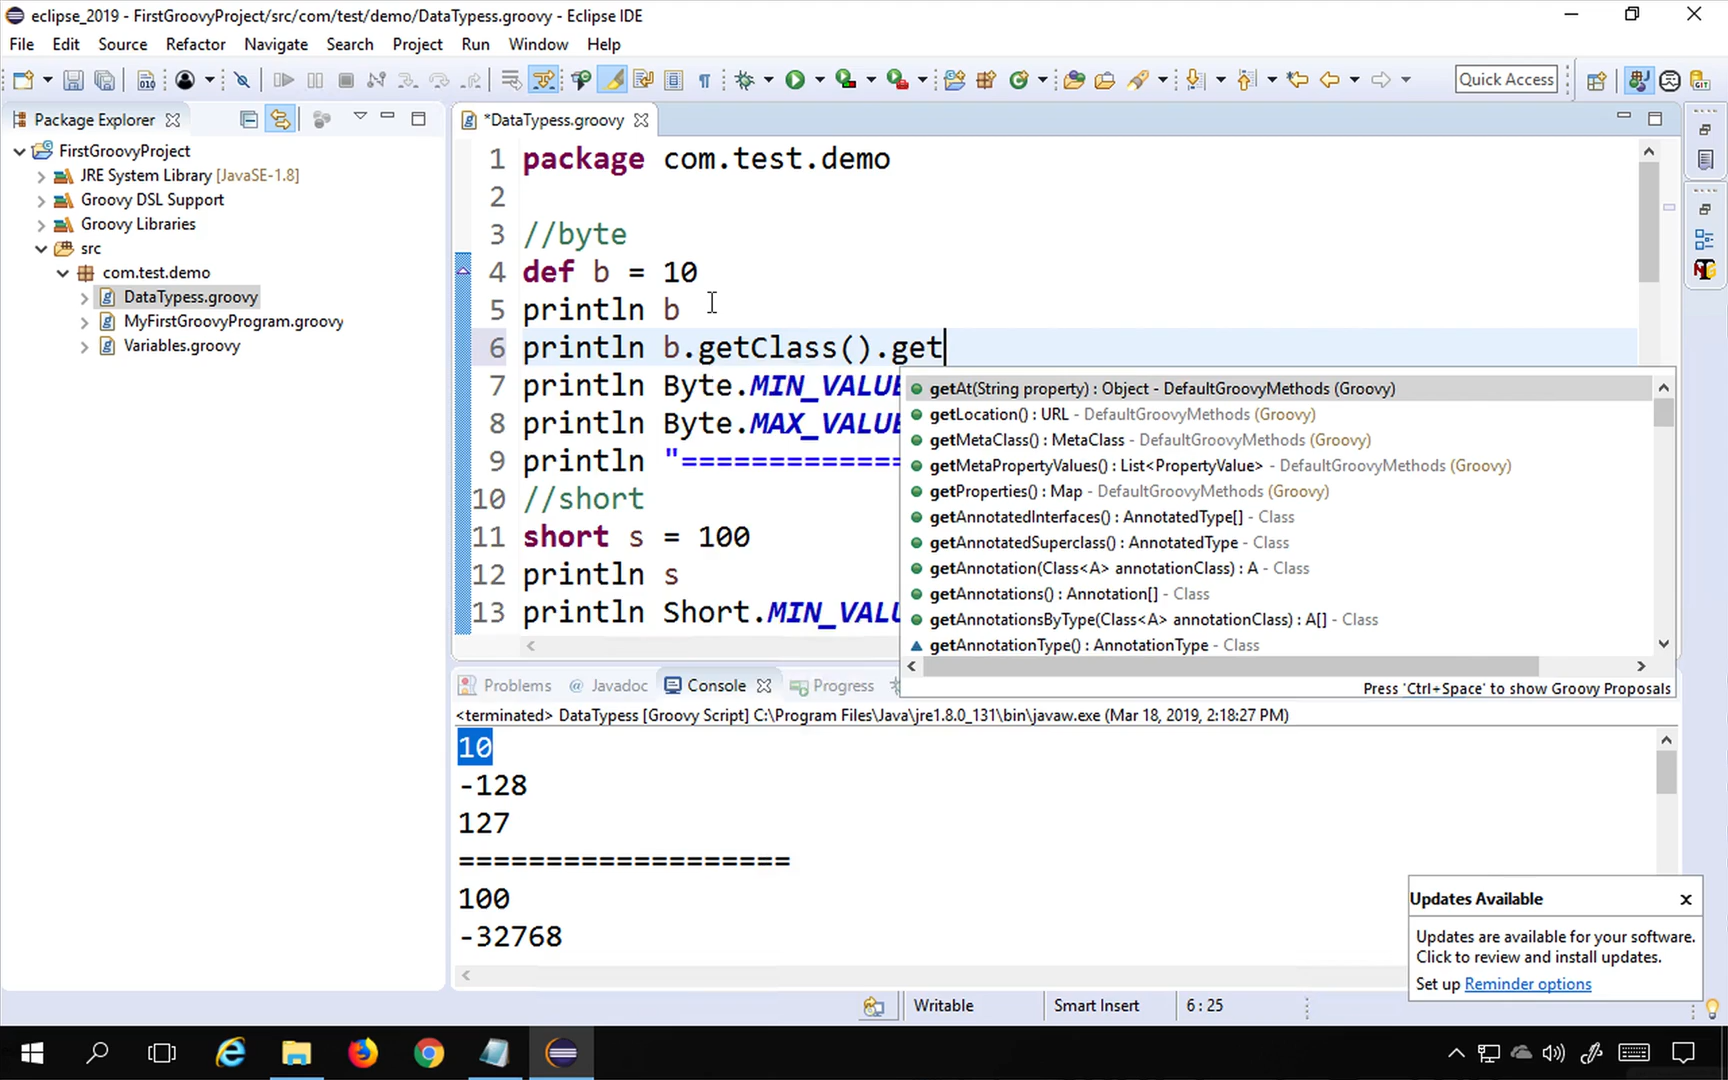 eclipse_2019 - FirstGroovyProject/src/com/test/demo/DataTypess.groovy - Eclipse IDE
File Edit Source Refactor Navigate Search Project Run Window Help
Quick Access
Package Explorer
FirstGroovyProject
JRE System Library [JavaSE-1.8]
Groovy DSL Support
Groovy Libraries
src
com.test.demo
DataTypess.groovy
MyFirstGroovyProgram.groovy
Variables.groovy
*DataTypess.groovy
1 package com.test.demo
2
3 //byte
4 def b = 10
5 println b
6 println b.getClass().get
7 println Byte.MIN_VALUE
8 println Byte.MAX_VALUE
9 println "=============
10 //short
11 short s = 100
12 println s
13 println Short.MIN_VALU
getAt(String property) : Object - DefaultGroovyMethods (Groovy)
getLocation() : URL - DefaultGroovyMethods (Groovy)
getMetaClass() : MetaClass - DefaultGroovyMethods (Groovy)
getMetaPropertyValues() : List<PropertyValue> - DefaultGroovyMethods (Groovy)
getProperties() : Map - DefaultGroovyMethods (Groovy)
getAnnotatedInterfaces() : AnnotatedType[] - Class
getAnnotatedSuperclass() : AnnotatedType - Class
getAnnotation(Class<A> annotationClass) : A - Class
getAnnotations() : Annotation[] - Class
getAnnotationsByType(Class<A> annotationClass) : A[] - Class
getAnnotationType() : AnnotationType - Class
Press 'Ctrl+Space' to show Groovy Proposals
Problems @ Javadoc Console Progress
<terminated> DataTypess [Groovy Script] C:\Program Files\Java\jre1.8.0_131\bin\javaw.exe (Mar 18, 2019, 2:18:27 PM)
10
-128
127
===================
100
-32768
Updates Available
Updates are available for your software.
Click to review and install updates.
Set up Reminder options
Writable Smart Insert 6 : 25